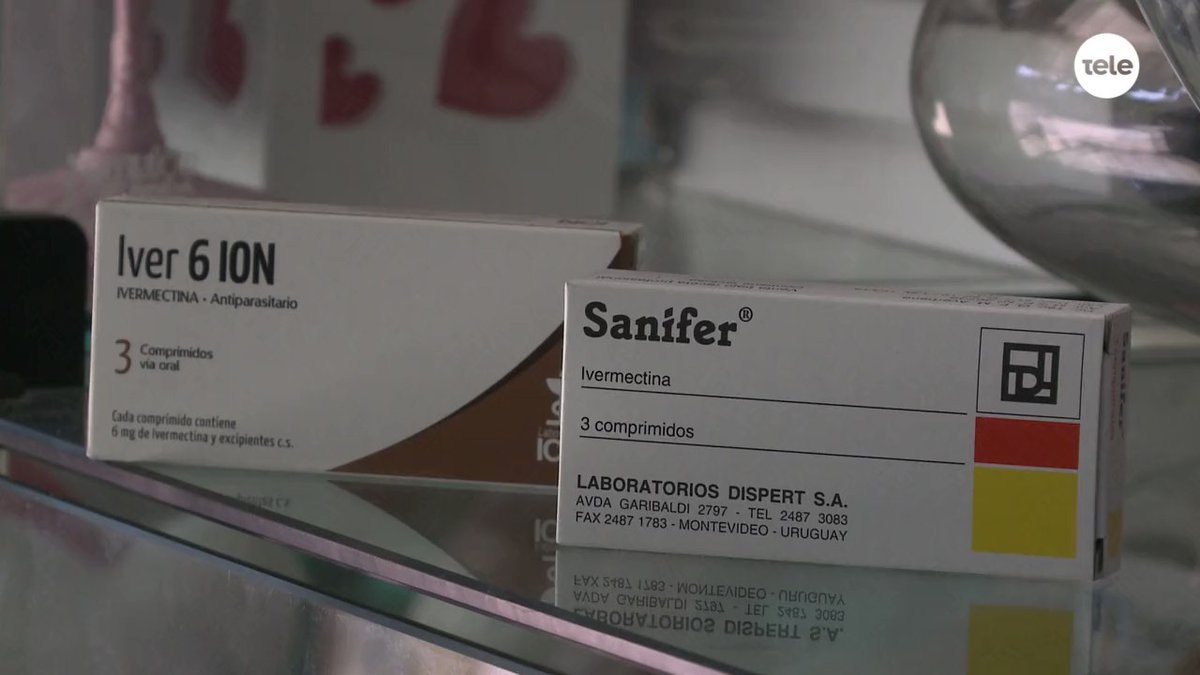 tele
Iver 6 ION
IVERMECTINA - Antiparasitario
3 Comprimidos
vía oral
Cada comprimido contiene
6 mg de Ivermectina y excipientes c.s.
Sanifer®
Ivermectina
3 comprimidos
LABORATORIOS DISPERT S.A.
AVDA GARIBALDI 2797 - TEL 2487 3083
FAX 2487 1783 - MONTEVIDEO - URUGUAY
Sanifer